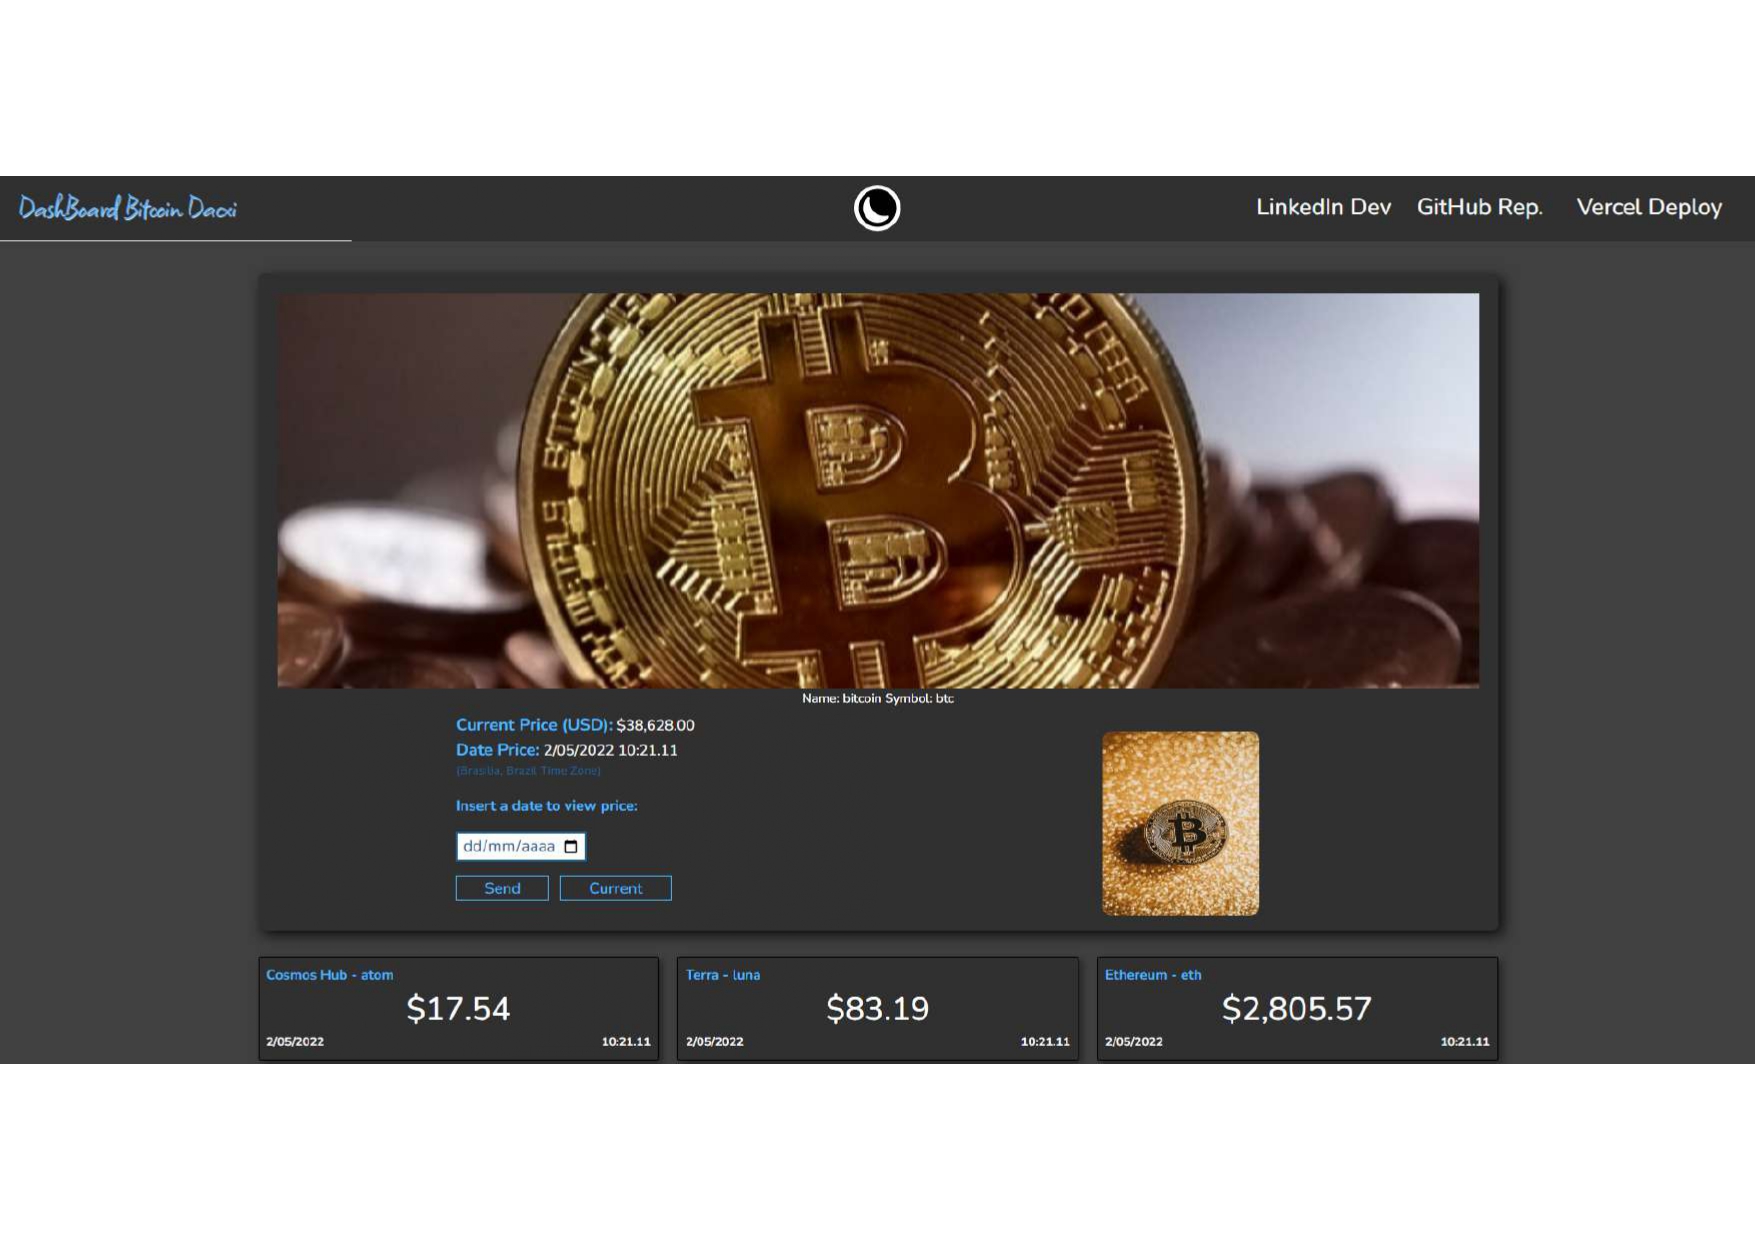 DashBoard Bitcoin Dacxi
LinkedIn Dev GitHub Rep. Vercel Deploy
BITCOIN
Name: bitcoin Symbol: btc
Current Price (USD): $38,628.00
Date Price: 2/05/2022 10:21.11
(Brasilia, Brazil Time Zone)
Insert a date to view price:
dd/mm/aaaa
Send Current
Cosmos Hub - atom
$17.54
2/05/2022 10:21.11
Terra - luna
$83.19
2/05/2022 10:21.11
Ethereum - eth
$2,805.57
2/05/2022 10:21.11